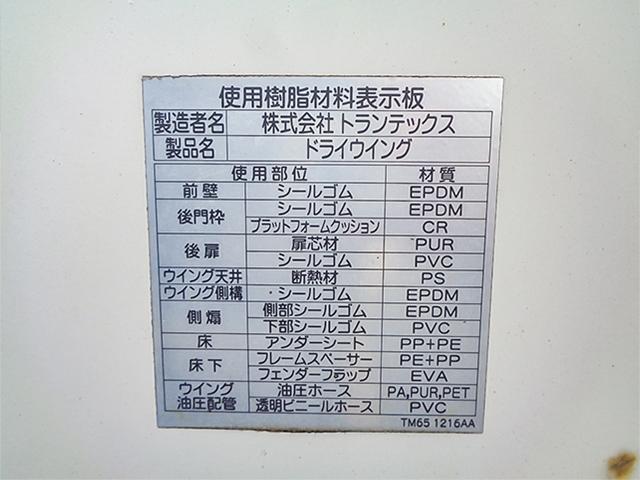 使用樹脂材料表示板
製造者名 株式会社 トランテックス
製品名 ドライウイング
使用部位 材質
前壁 シールゴム EPDM
後門枠 シールゴム EPDM
プラットフォームクッション CR
後扉 扉芯材 PUR
シールゴム PVC
ウイング天井 断熱材 PS
ウイング側構 シールゴム EPDM
側煽 側部シールゴム EPDM
下部シールゴム PVC
床 アンダーシート PP+PE
床下 フレームスペーサー PE+PP
フェンダーフラップ EVA
ウイング油圧配管 油圧ホース PA,PUR,PET
透明ビニールホース PVC
TM65 1216AA